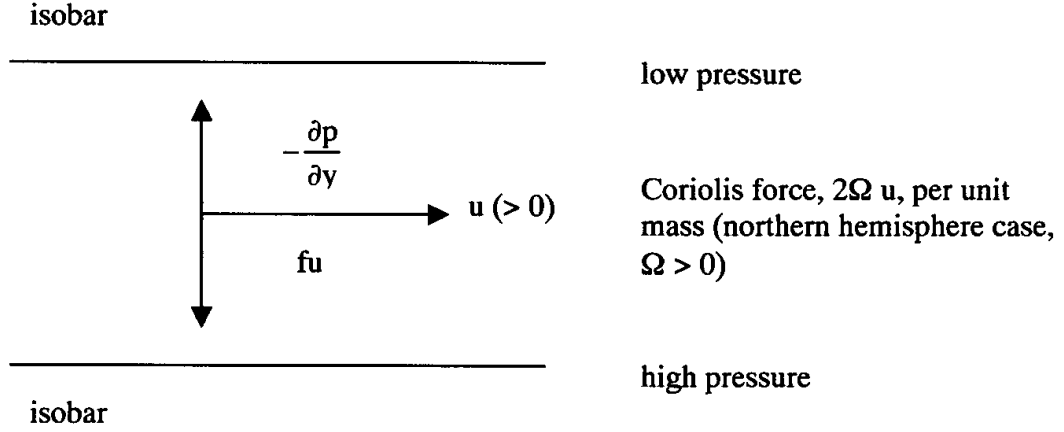 isobar
low pressure
−∂p/∂y
u (> 0)
Coriolis force, 2Ω u, per unit
mass (northern hemisphere case,
Ω > 0)
fu
high pressure
isobar